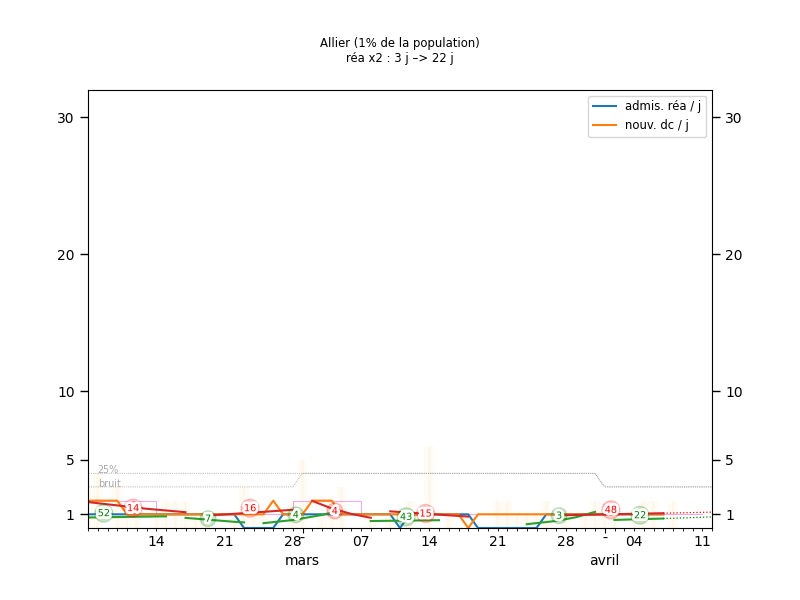 Allier (1% de la population)
réa x2 : 3 j –> 22 j
admis. réa / j
nouv. dc / j
30 30
20 20
10 10
5 5
25%
bruit
1 1
52 14 7 16 4 4 43 15 3 48 22
14 21 28 07 14 21 28 04 11
mars avril